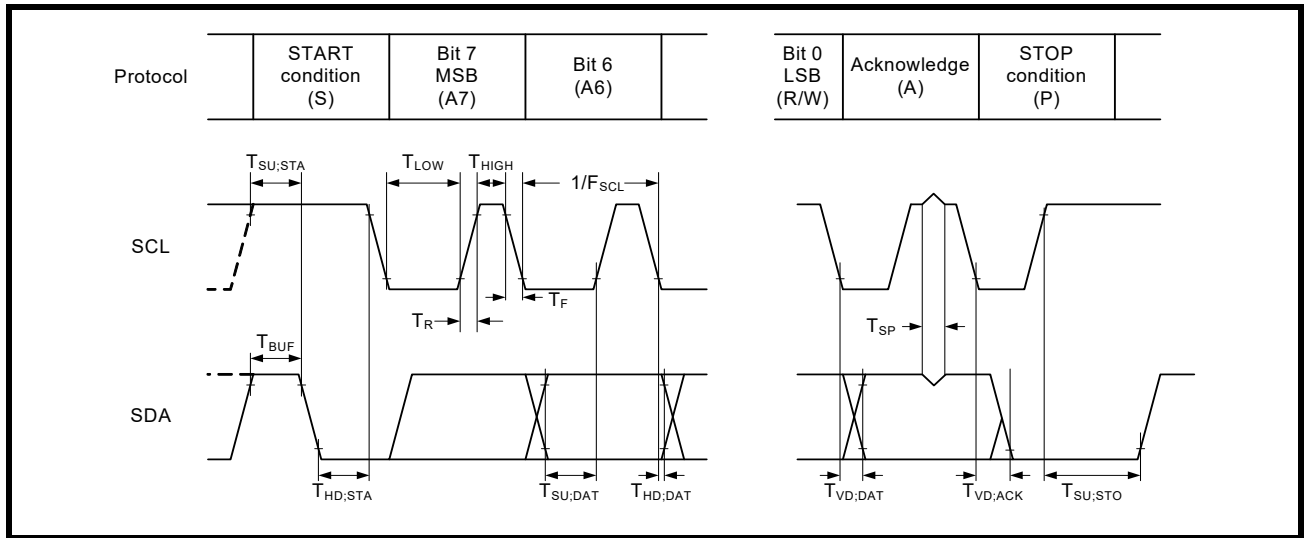 Protocol
START
condition
(S)
Bit 7
MSB
(A7)
Bit 6
(A6)
Bit 0
LSB
(R/W)
Acknowledge
(A)
STOP
condition
(P)
TSU;STA
TLOW
THIGH
1/FSCL
SCL
TF
TR
TSP
TBUF
SDA
THD;STA
TSU;DAT
THD;DAT
TVD;DAT
TVD;ACK
TSU;STO